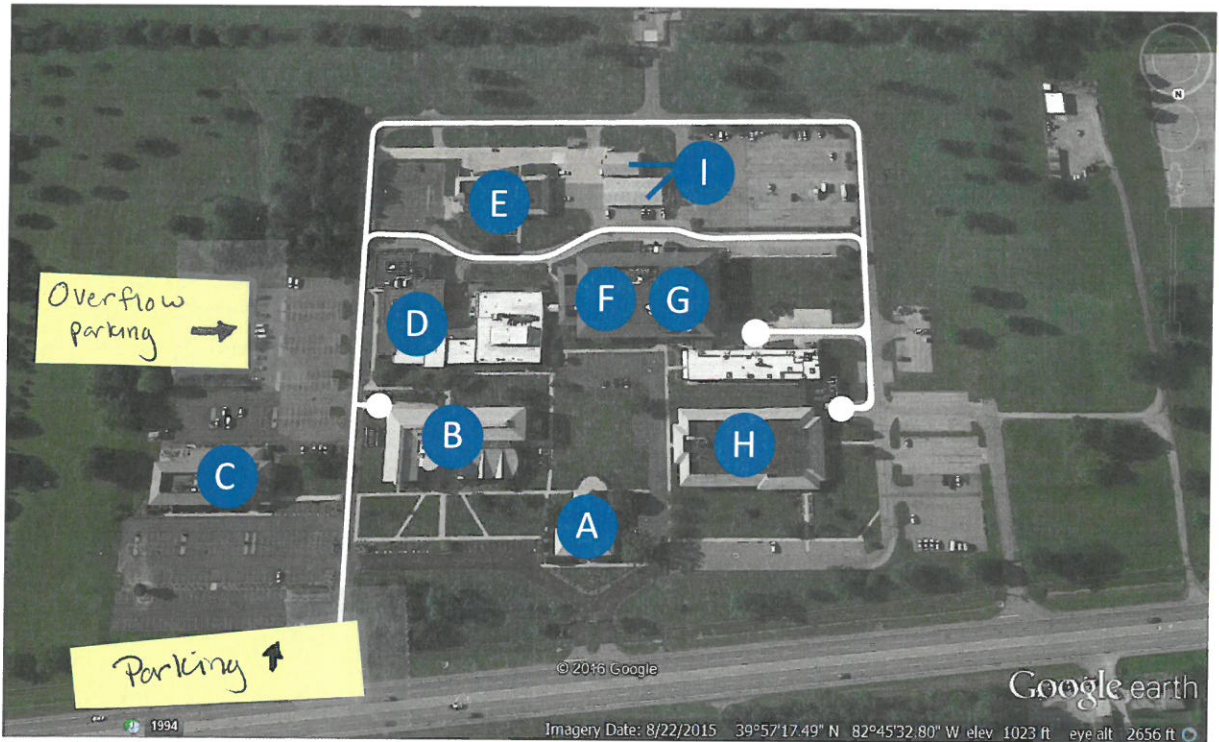 N
I
E
F
G
D
Overflow
parking →
B
H
C
A
Parking ↑
© 2016 Google
Google earth
1994
Imagery Date: 8/22/2015 39°57'17.49" N 82°45'32.80" W elev 1023 ft eye alt 2656 ft